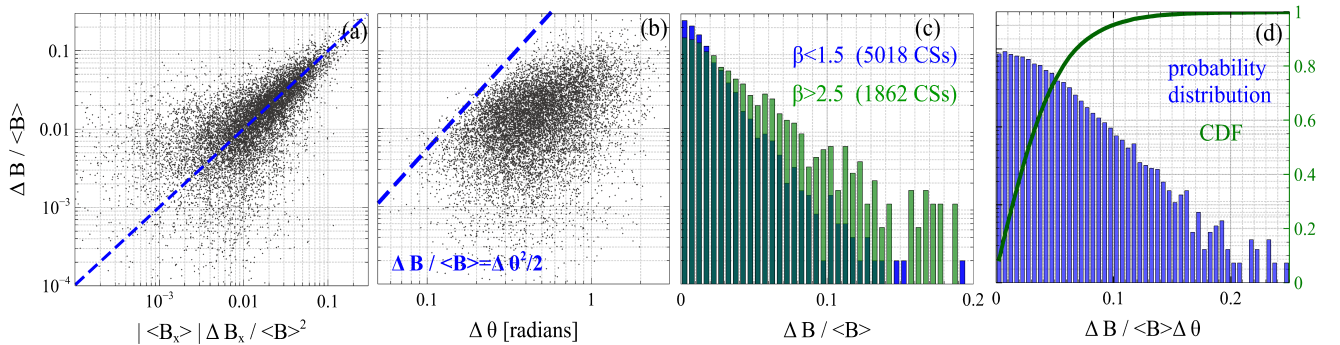 (a)
0.1
0.01
10⁻³
10⁻⁴
Δ B / <B>
10⁻³
0.01
0.1
|<Bₓ>| Δ Bₓ / <B>²
(b)
Δ B / <B>=Δ θ²/2
0.1
1
Δ θ [radians]
(c)
β<1.5 (5018 CSs)
β>2.5 (1862 CSs)
0
0.1
0.2
Δ B / <B>
(d)
probability
distribution
CDF
1
0.8
0.6
0.4
0.2
0
0
0.1
0.2
Δ B / <B>Δ θ